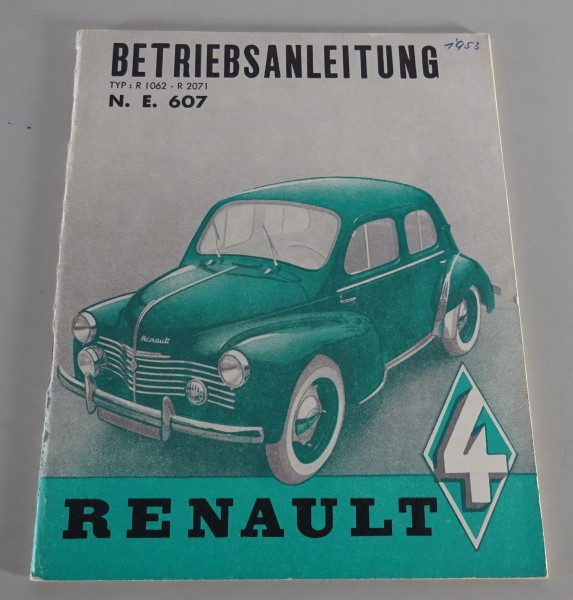 BETRIEBSANLEITUNG 1953
TYP: R 1062 - R 2071
N. E. 607
Renault
4
RENAULT